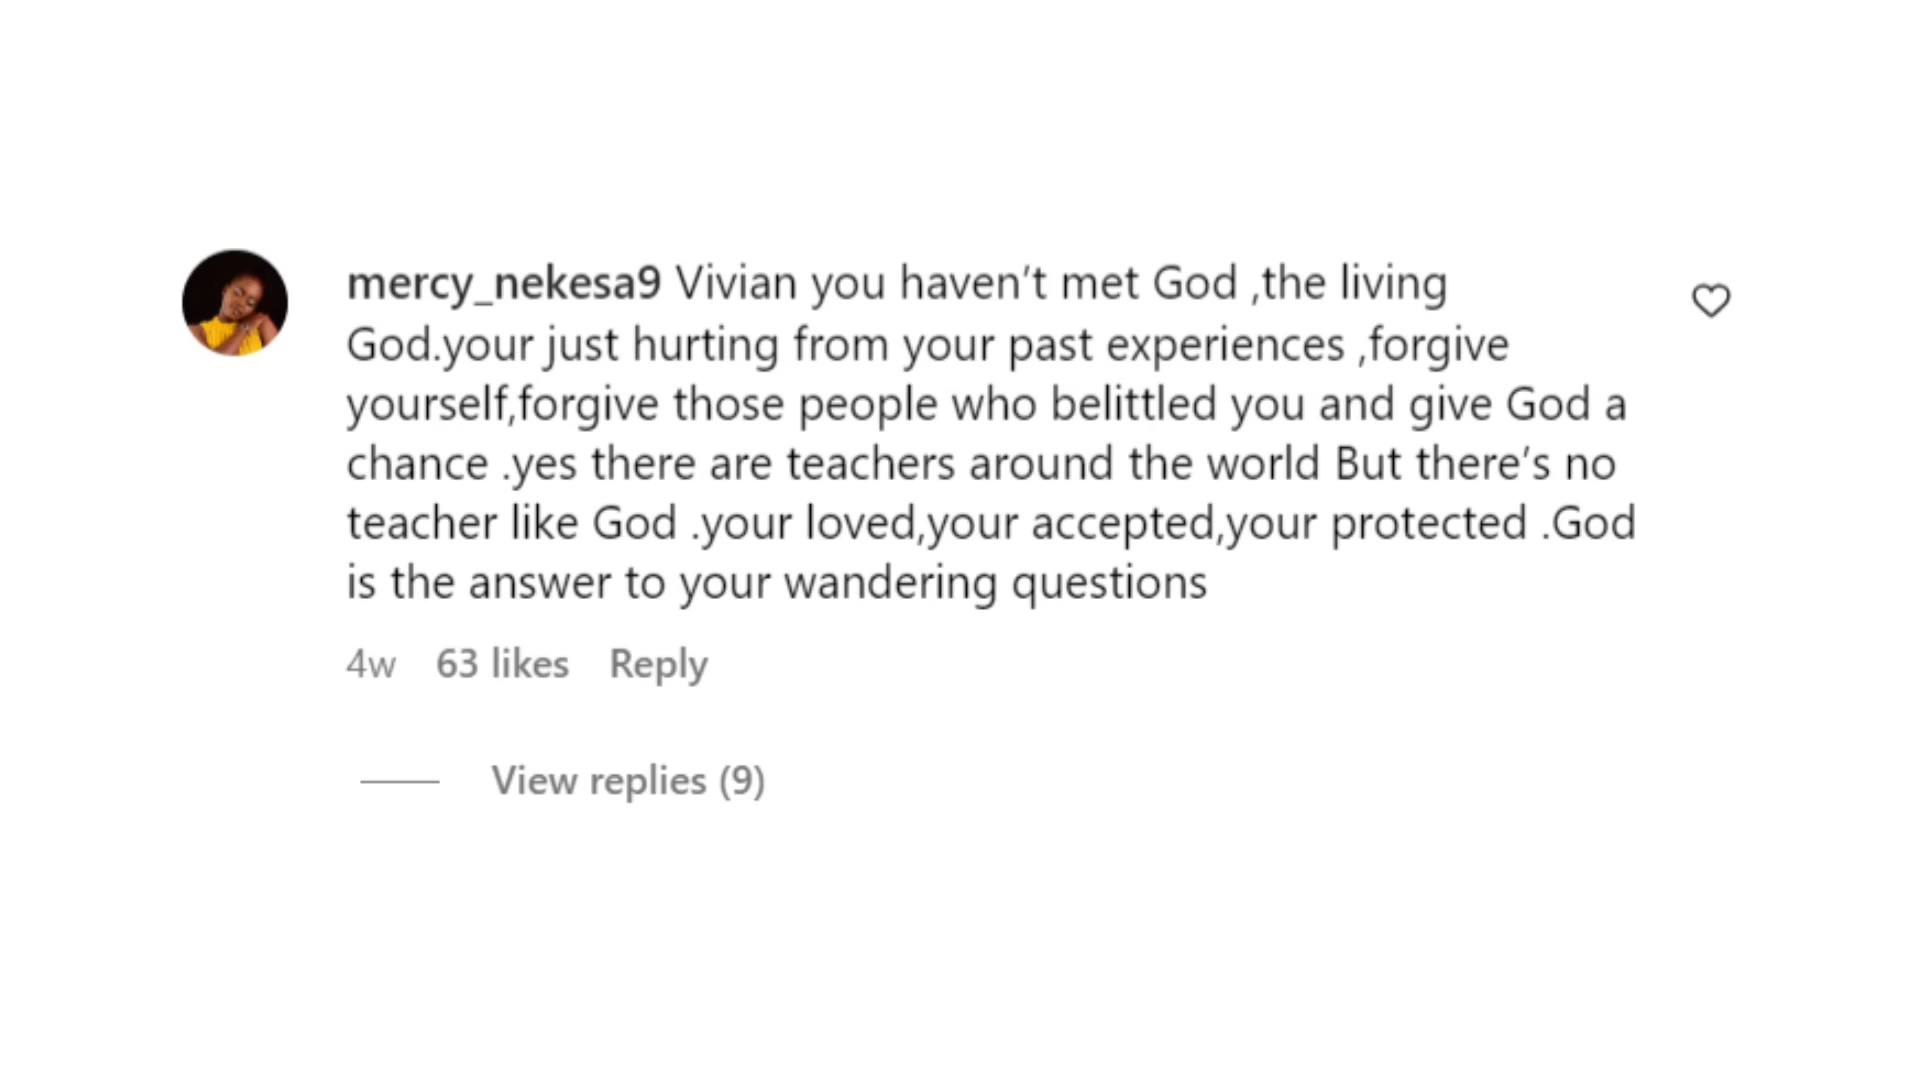 mercy_nekesa9 Vivian you haven't met God ,the living
God.your just hurting from your past experiences ,forgive
yourself,forgive those people who belittled you and give God a
chance .yes there are teachers around the world But there's no
teacher like God .your loved,your accepted,your protected .God
is the answer to your wandering questions
4w 63 likes Reply
View replies (9)